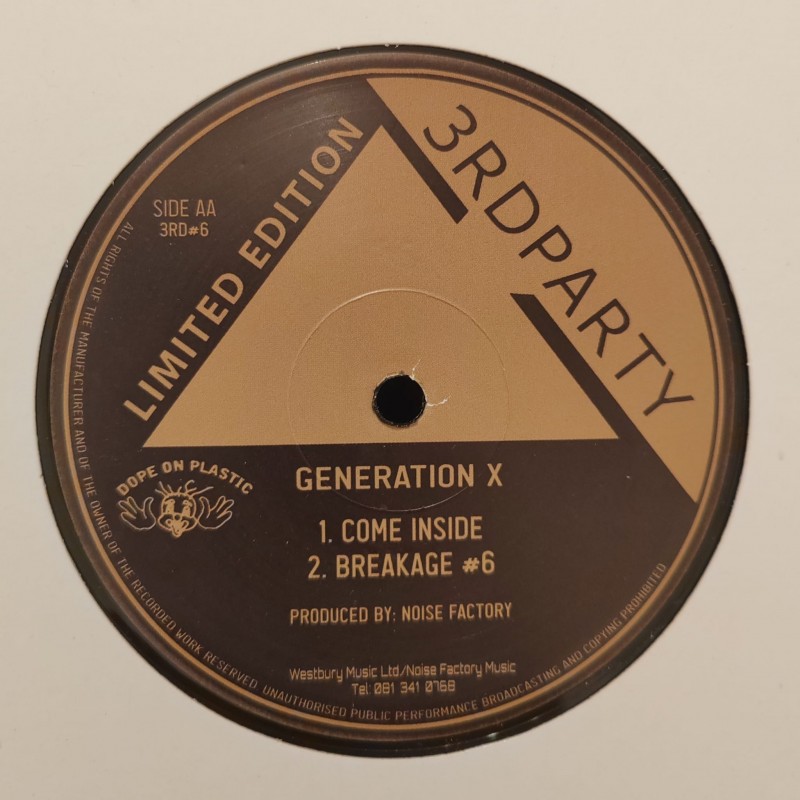 3RDPARTY
LIMITED EDITION
SIDE AA
3RD#6
DOPE ON PLASTIC
GENERATION X
1. COME INSIDE
2. BREAKAGE #6
PRODUCED BY: NOISE FACTORY
Westbury Music Ltd/Noise Factory Music
Tel: 081 341 0768
ALL RIGHTS OF THE MANUFACTURER AND OF THE OWNER OF THE RECORDED WORK RESERVED. UNAUTHORISED PUBLIC PERFORMANCE BROADCASTING AND COPYING PROHIBITED